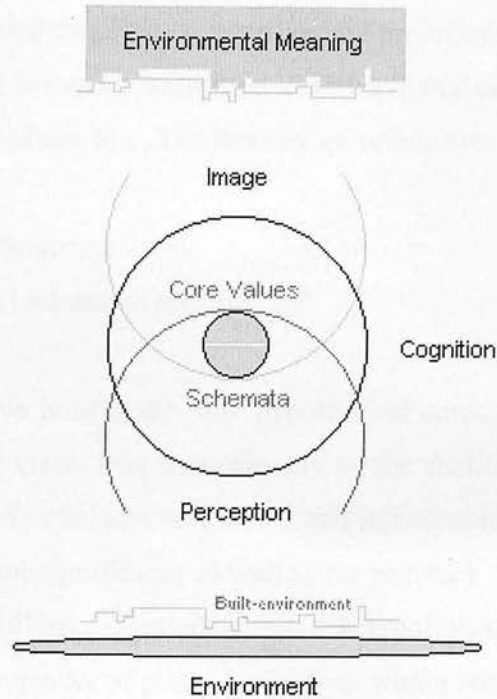 Environmental Meaning
Image
Core Values
Cognition
Schemata
Perception
Built-environment
Environment